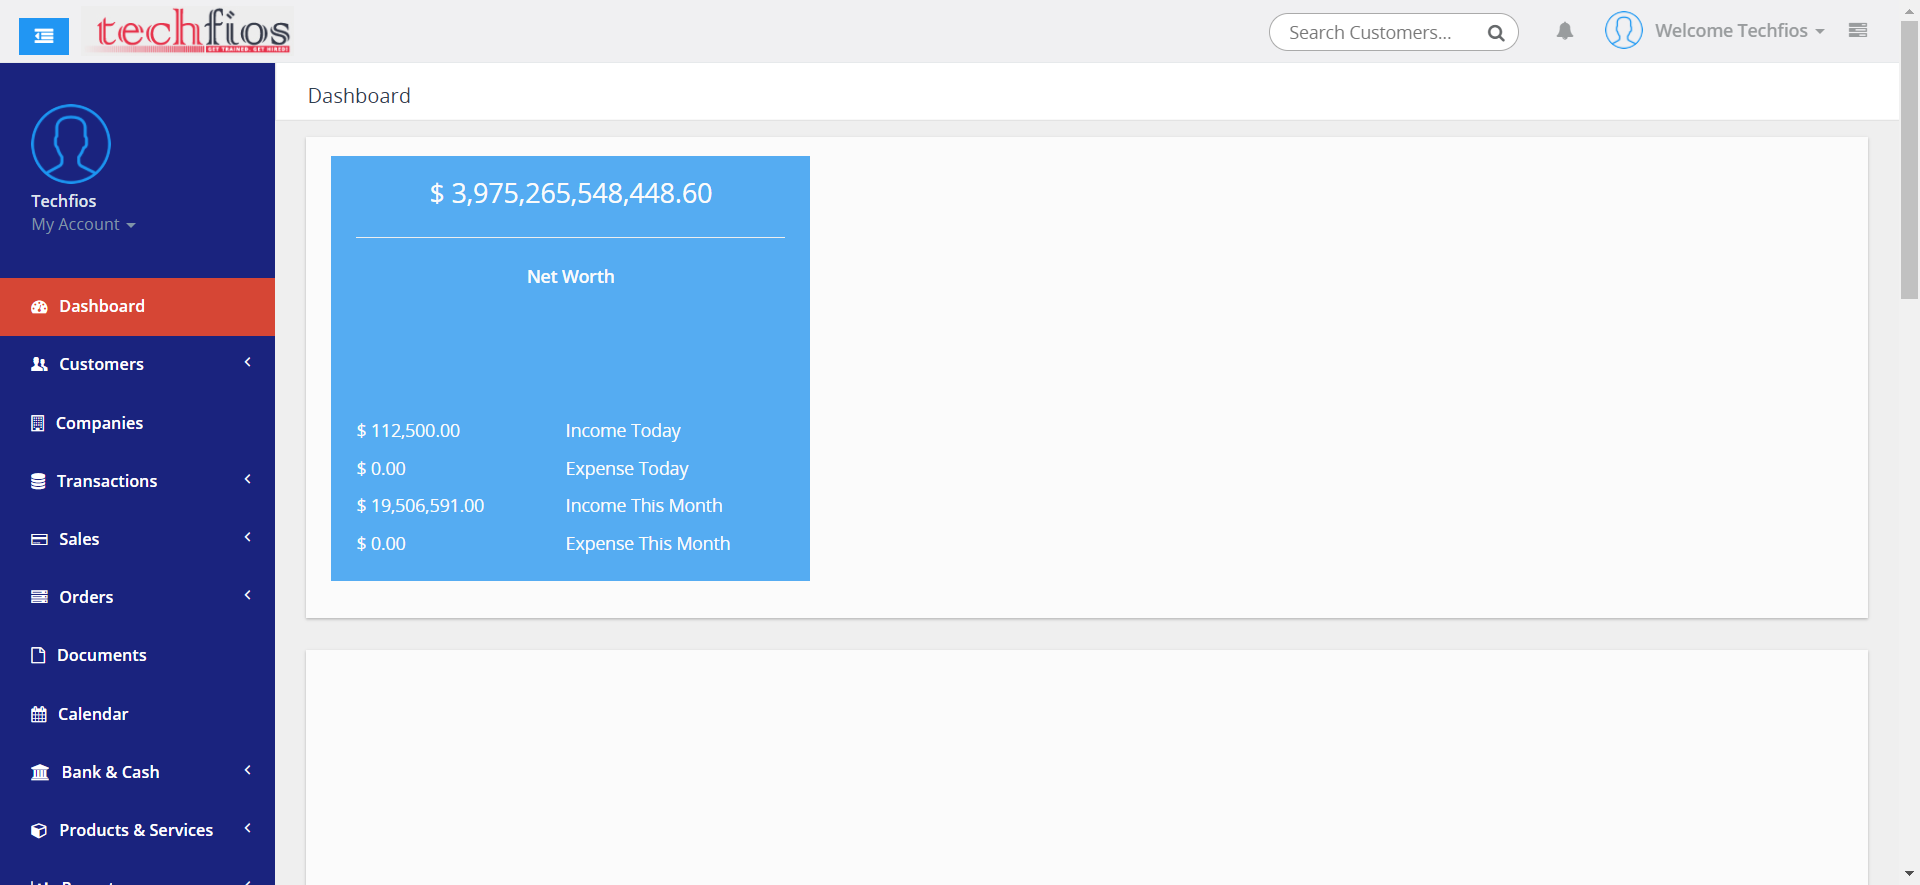 techfios
GET TRAINED. GET HIRED!
Search Customers...
Welcome Techfios
Techfios
My Account
Dashboard
Customers
Companies
Transactions
Sales
Orders
Documents
Calendar
Bank & Cash
Products & Services
Dashboard
$ 3,975,265,548,448.60
Net Worth
$ 112,500.00 Income Today
$ 0.00 Expense Today
$ 19,506,591.00 Income This Month
$ 0.00 Expense This Month